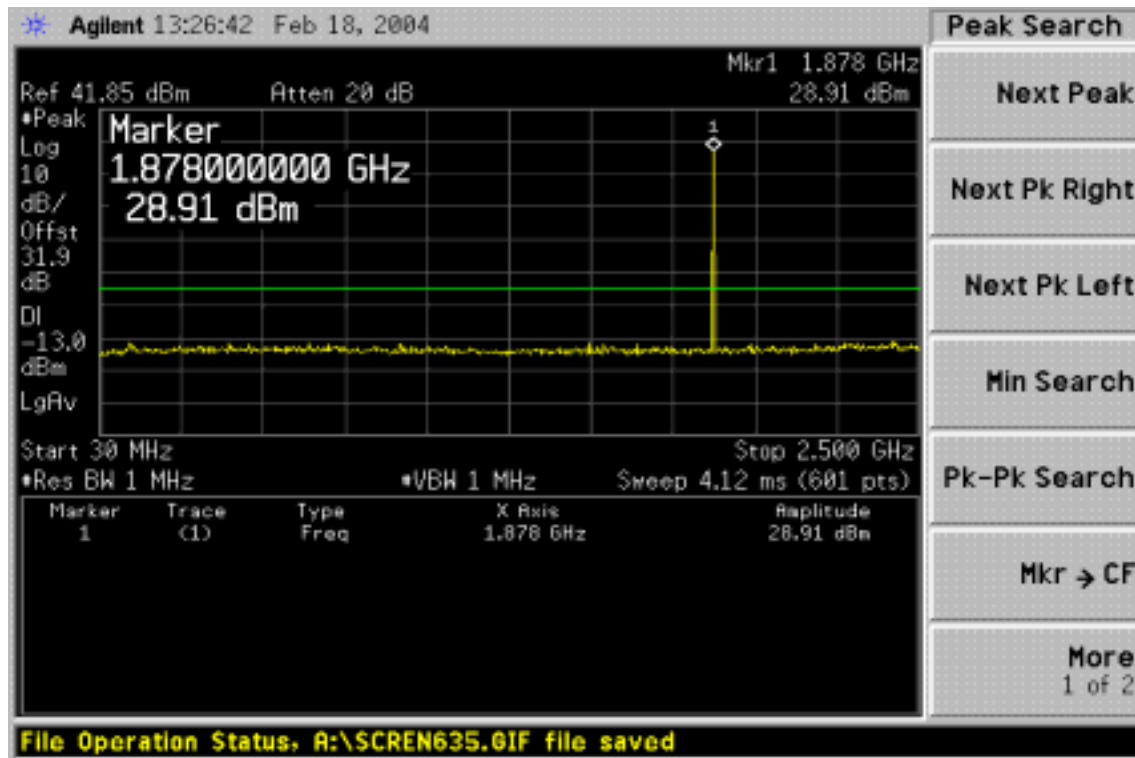 Agilent 13:26:42 Feb 18, 2004
Peak Search
Mkr1 1.878 GHz
Ref 41.85 dBm Atten 20 dB 28.91 dBm
#Peak
Log
10
dB/
Offst
31.9
dB
DI
-13.0
dBm
LgAv
Marker
1.878000000 GHz
28.91 dBm
1
Start 30 MHz Stop 2.500 GHz
#Res BW 1 MHz #VBW 1 MHz Sweep 4.12 ms (601 pts)
Marker Trace Type X Axis Amplitude
1 (1) Freq 1.878 GHz 28.91 dBm
Next Peak
Next Pk Right
Next Pk Left
Min Search
Pk-Pk Search
Mkr → CF
More
1 of 2
File Operation Status, A:\SCREN635.GIF file saved